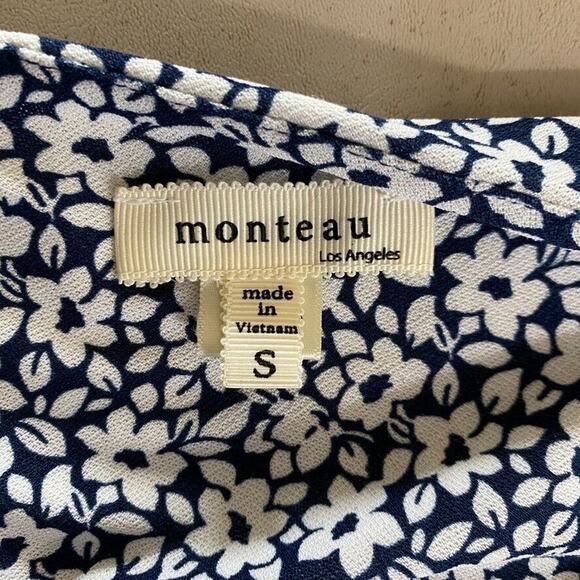 monteau
Los Angeles
made
in
Vietnam
S